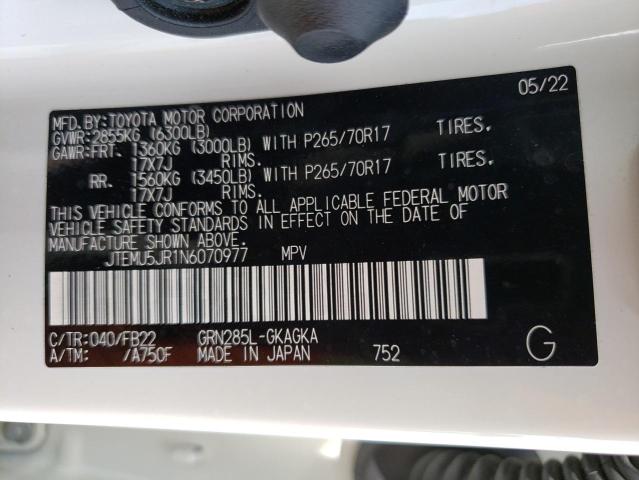 05/22
MFD.BY:TOYOTA MOTOR CORPORATION
GVWR:2855KG (6300LB)
GAWR:FRT. 1360KG (3000LB) WITH P265/70R17 TIRES.
17X7J RIMS.
RR. 1560KG (3450LB) WITH P265/70R17 TIRES.
17X7J RIMS.
THIS VEHICLE CONFORMS TO ALL APPLICABLE FEDERAL MOTOR
VEHICLE SAFETY STANDARDS IN EFFECT ON THE DATE OF
MANUFACTURE SHOWN ABOVE.
JTEMU5JR1N6070977 MPV
C/TR:040/FB22 GRN285L-GKAGKA
A/TM: /A750F MADE IN JAPAN 752 G